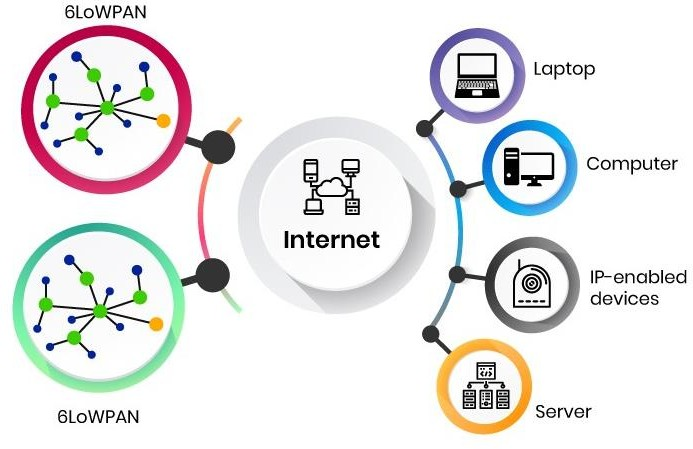 6LoWPAN
Laptop
Computer
Internet
IP-enabled
devices
Server
6LoWPAN